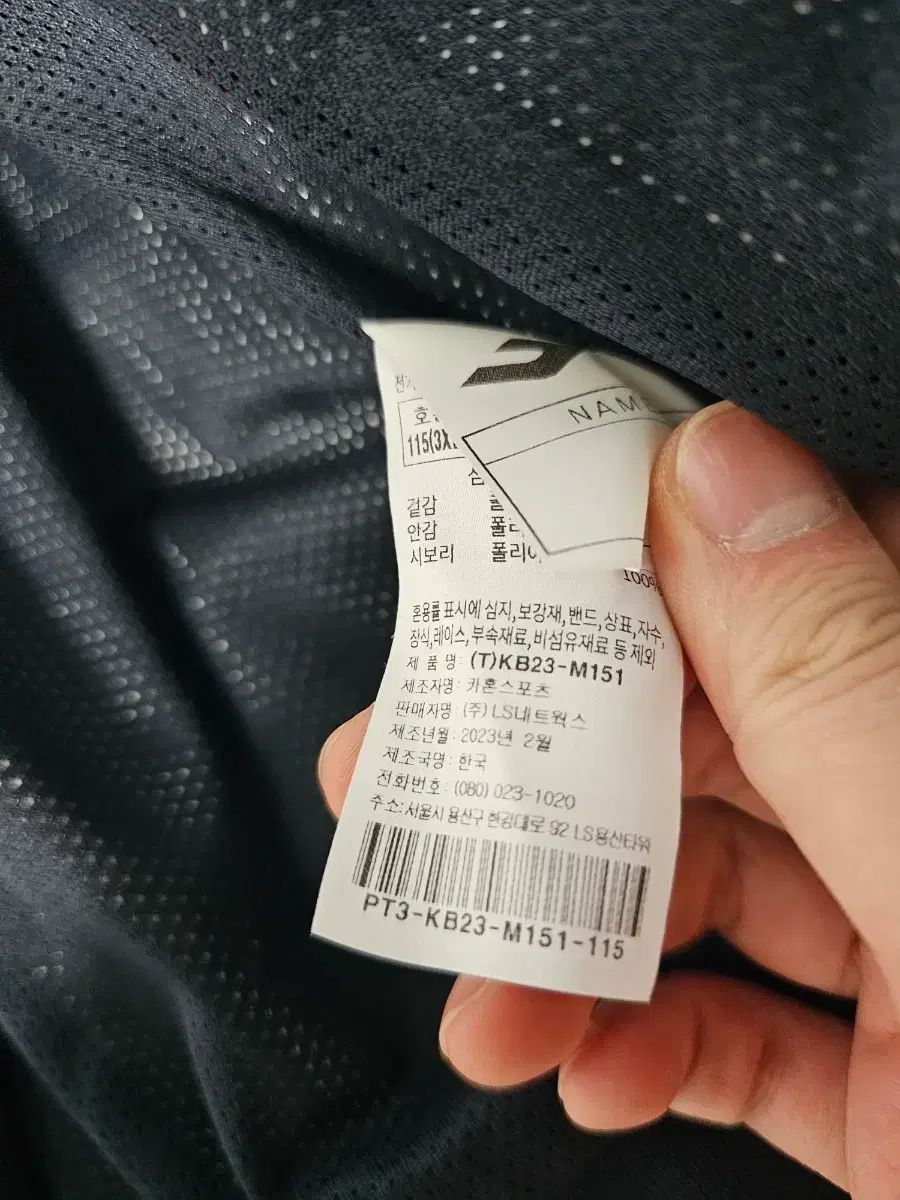 NAM
115(3X
겉감
안감
시보리
100%
혼용률 표시에 심지,보강재,밴드,상표,자수,
장식,레이스,부속재료,비섬유재료 등 제외
제 품 명: (T)KB23-M151
제조자명: 카혼스포츠
판매자명: (주)LS네트웍스
제조년월: 2023년 2월
제조국명: 한국
전화번호: (080) 023-1020
주소:서울시 용산구 한강대로 92 LS용산타워
PT3-KB23-M151-115